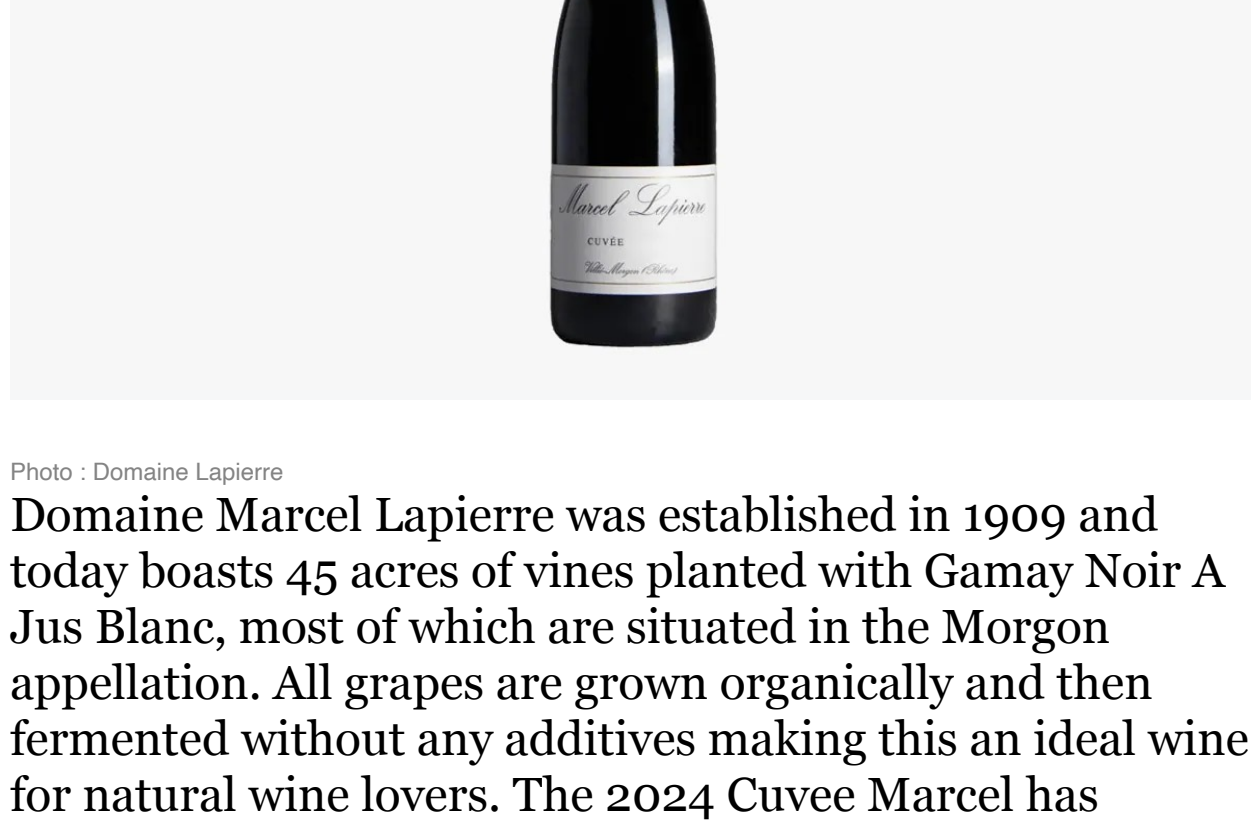 Marcel Lapierre
CUVÉE
Villié-Morgon (Rhône)
Photo : Domaine Lapierre
Domaine Marcel Lapierre was established in 1909 and
today boasts 45 acres of vines planted with Gamay Noir A
Jus Blanc, most of which are situated in the Morgon
appellation. All grapes are grown organically and then
fermented without any additives making this an ideal wine
for natural wine lovers. The 2024 Cuvee Marcel has